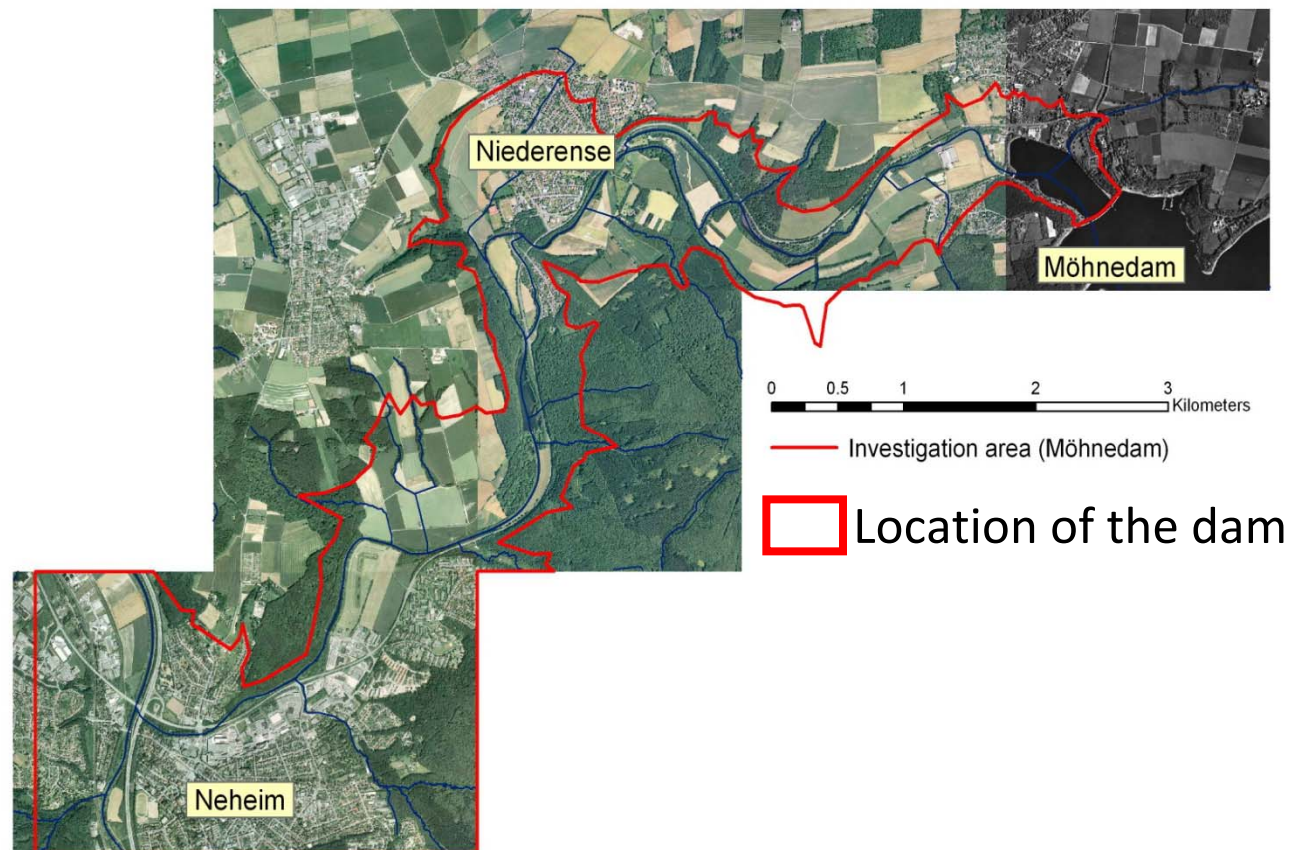 Niederense
Möhnedam
0 0.5 1 2 3
Kilometers
Investigation area (Möhnedam)
Location of the dam
Neheim